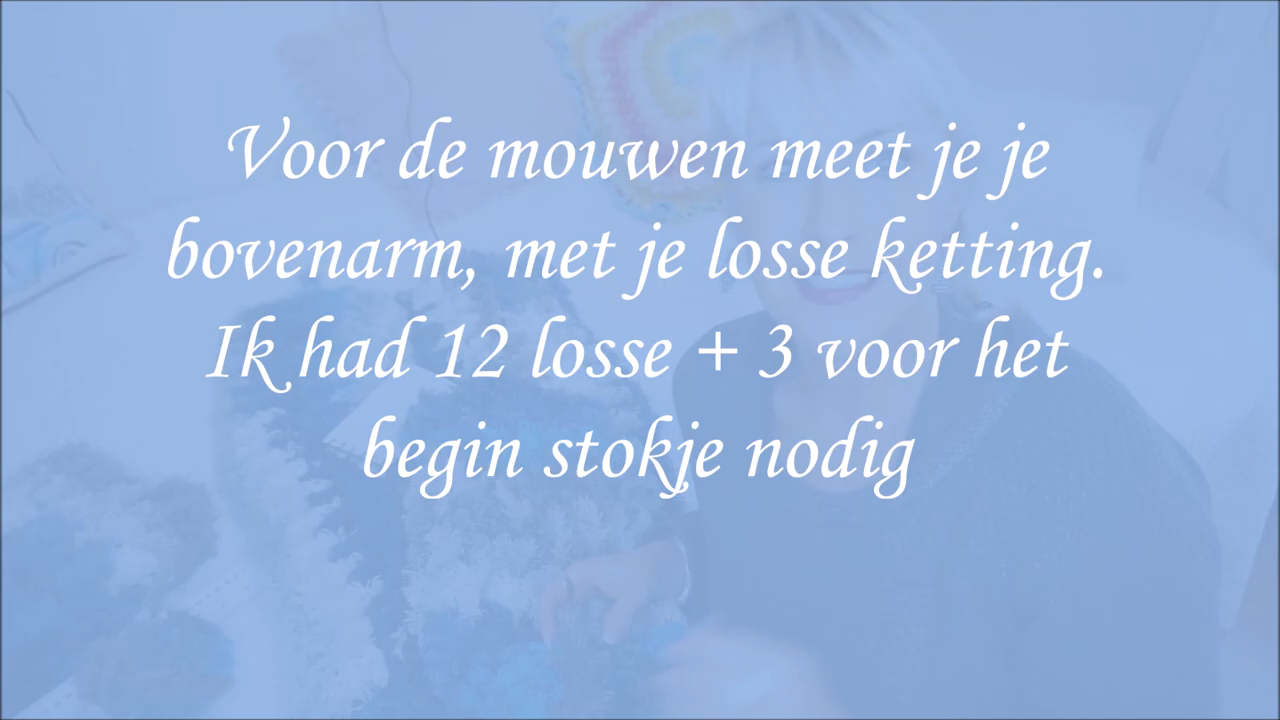 Voor de mouwen meet je je
bovenarm, met je losse ketting.
Ik had 12 losse + 3 voor het
begin stokje nodig